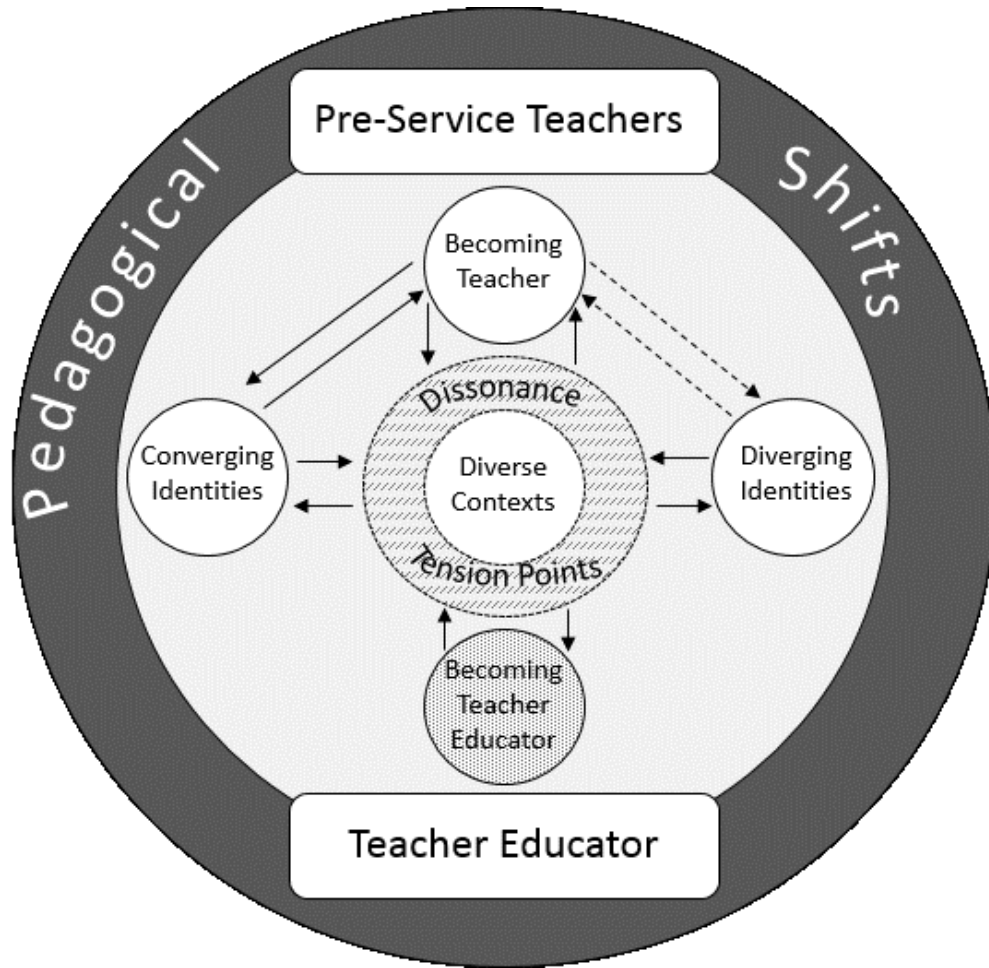 Pre-Service Teachers
Pedagogical
Shifts
Becoming
Teacher
Dissonance
Converging
Identities
Diverse
Contexts
Diverging
Identities
Tension Points
Becoming
Teacher
Educator
Teacher Educator